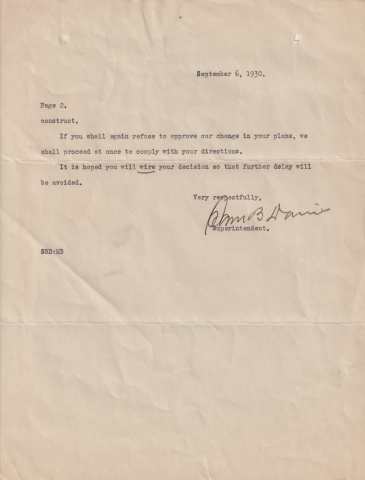 September 6, 1930.
Page 2.
construct.
If you shall again refuse to approve our change in your plans, we
shall proceed at once to comply with your directions.
It is hoped you will wire your decision so that further delay will
be avoided.
Very respectfully,
Superintendent.
SBD:MB